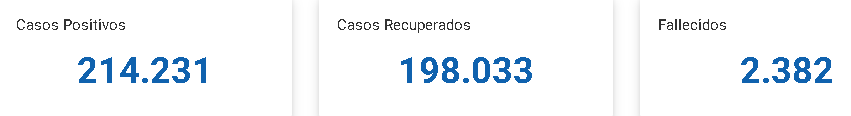 Casos Positivos
214.231
Casos Recuperados
198.033
Fallecidos
2.382